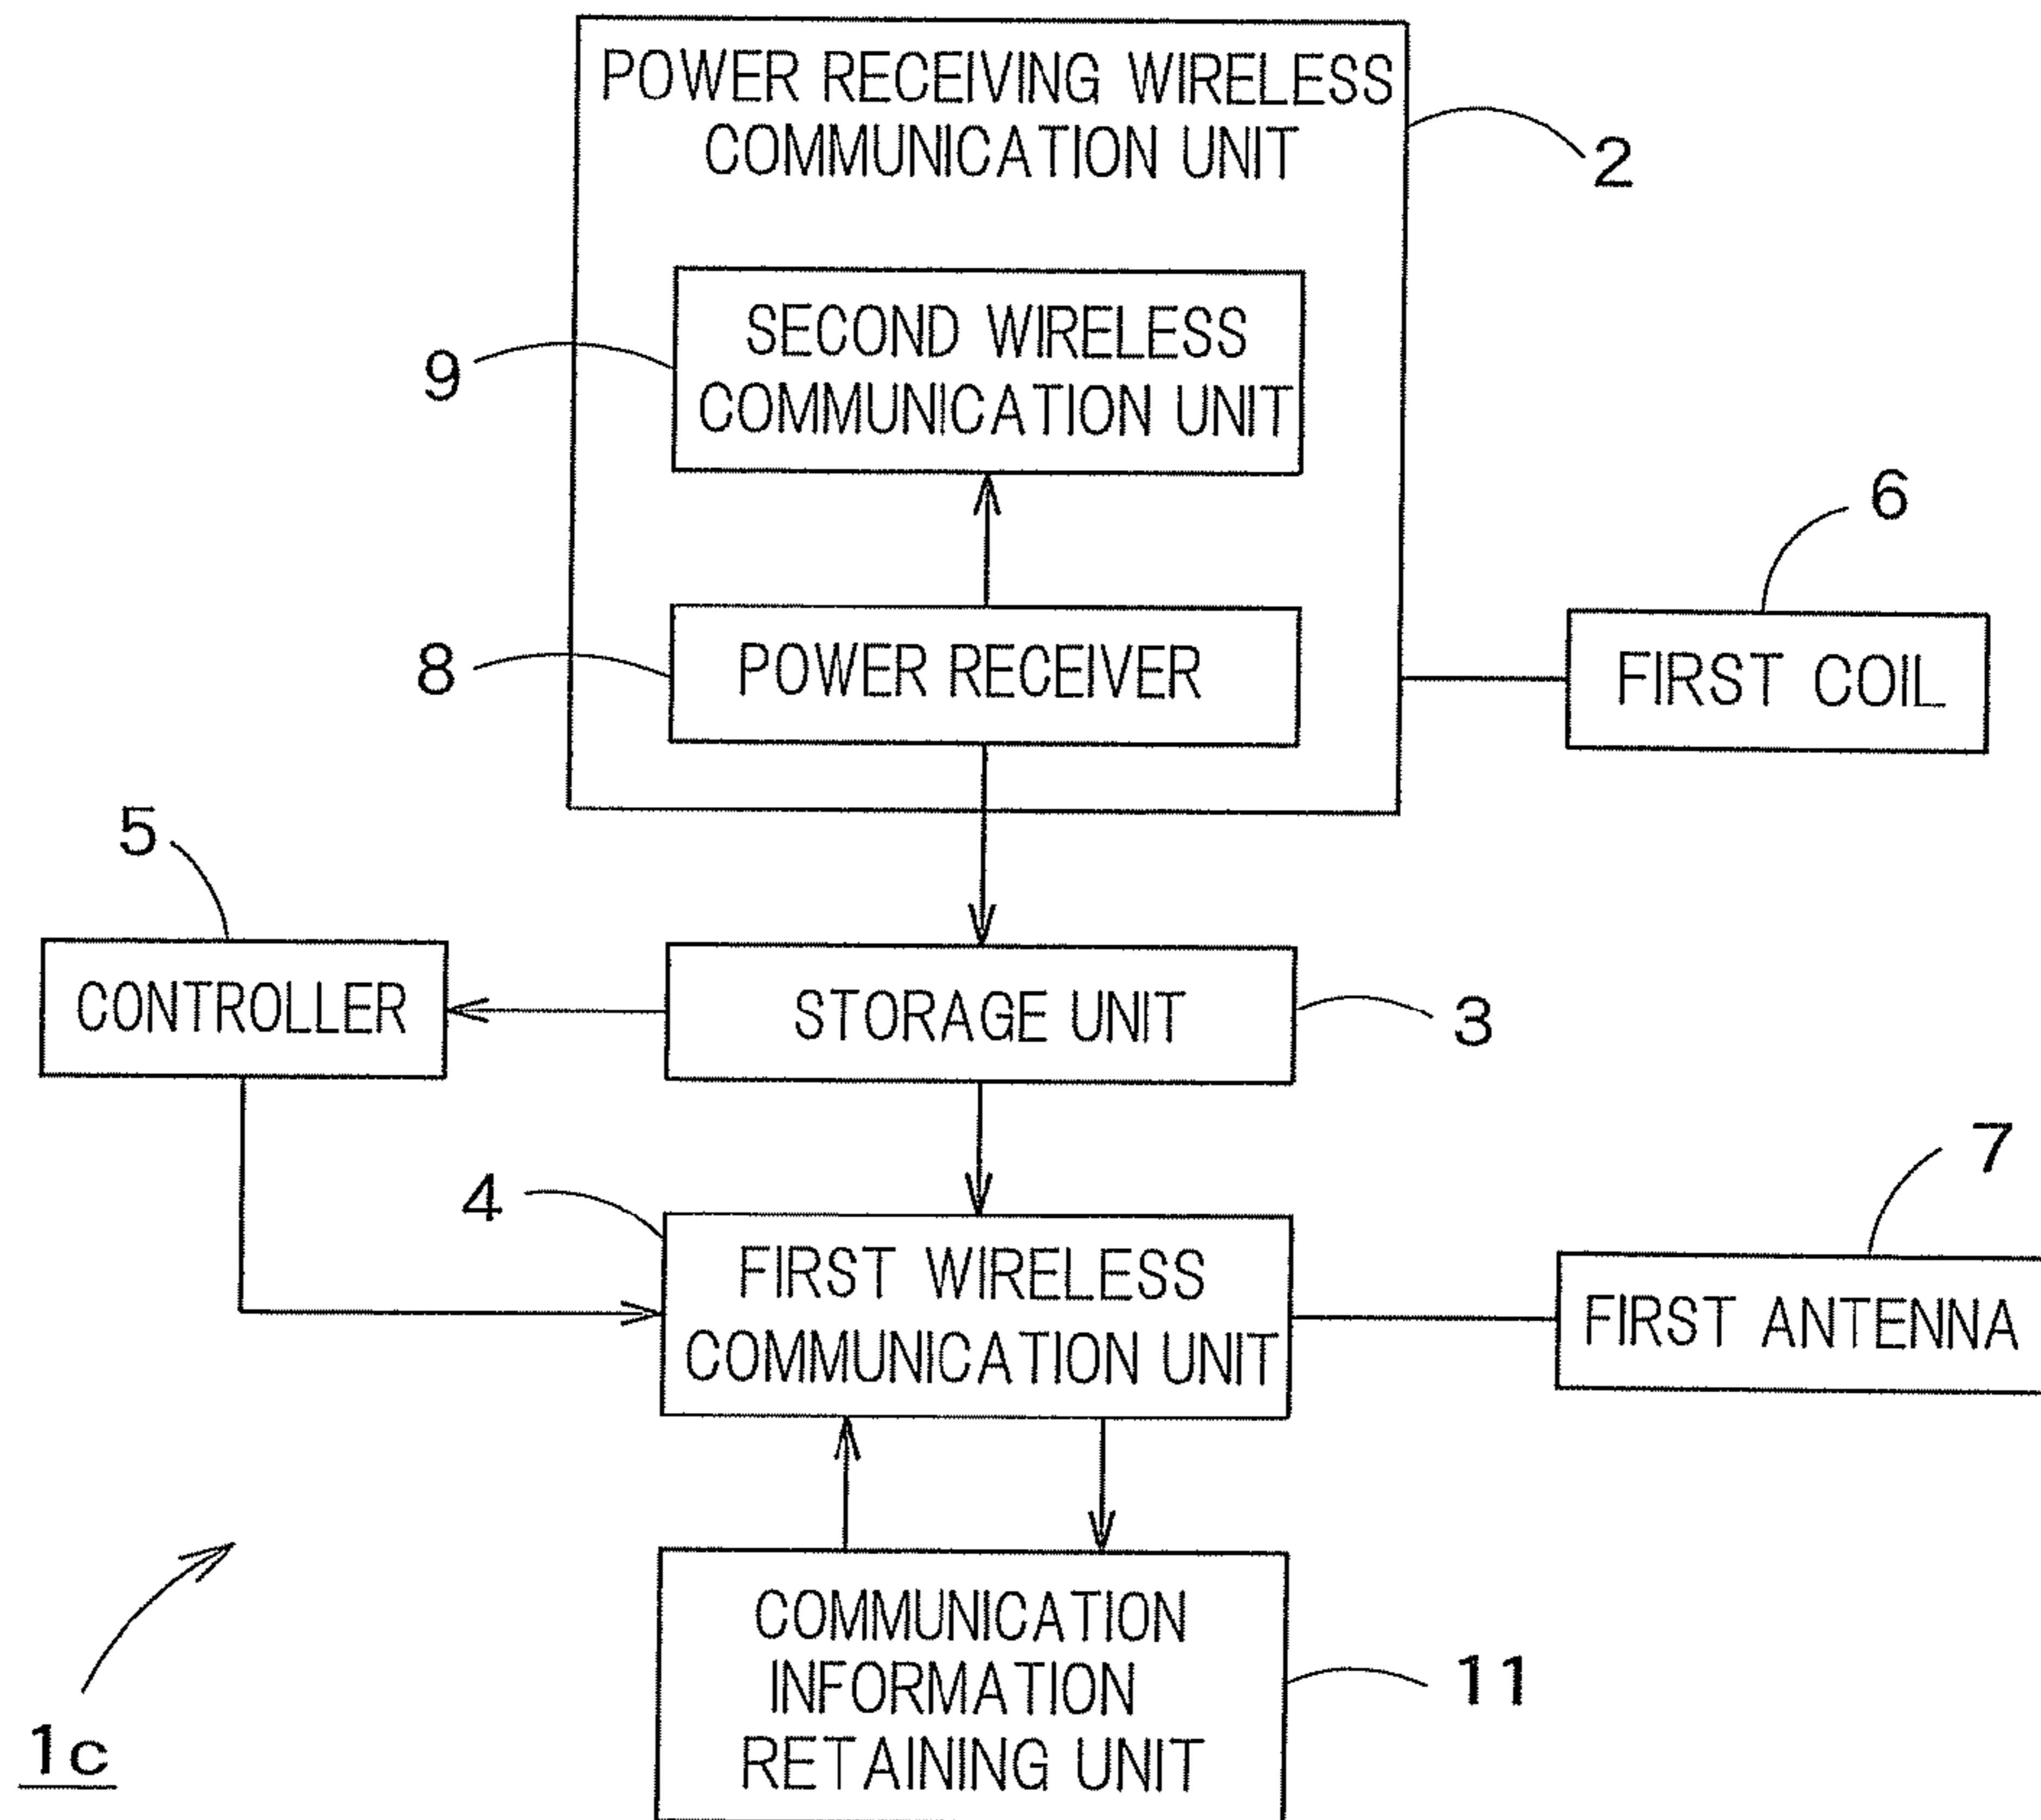 POWER RECEIVING WIRELESS
COMMUNICATION UNIT
2
SECOND WIRELESS
COMMUNICATION UNIT
9
6
POWER RECEIVER
8
FIRST COIL
5
CONTROLLER
STORAGE UNIT
3
7
4
FIRST WIRELESS
COMMUNICATION UNIT
FIRST ANTENNA
COMMUNICATION
INFORMATION
RETAINING UNIT
11
1c